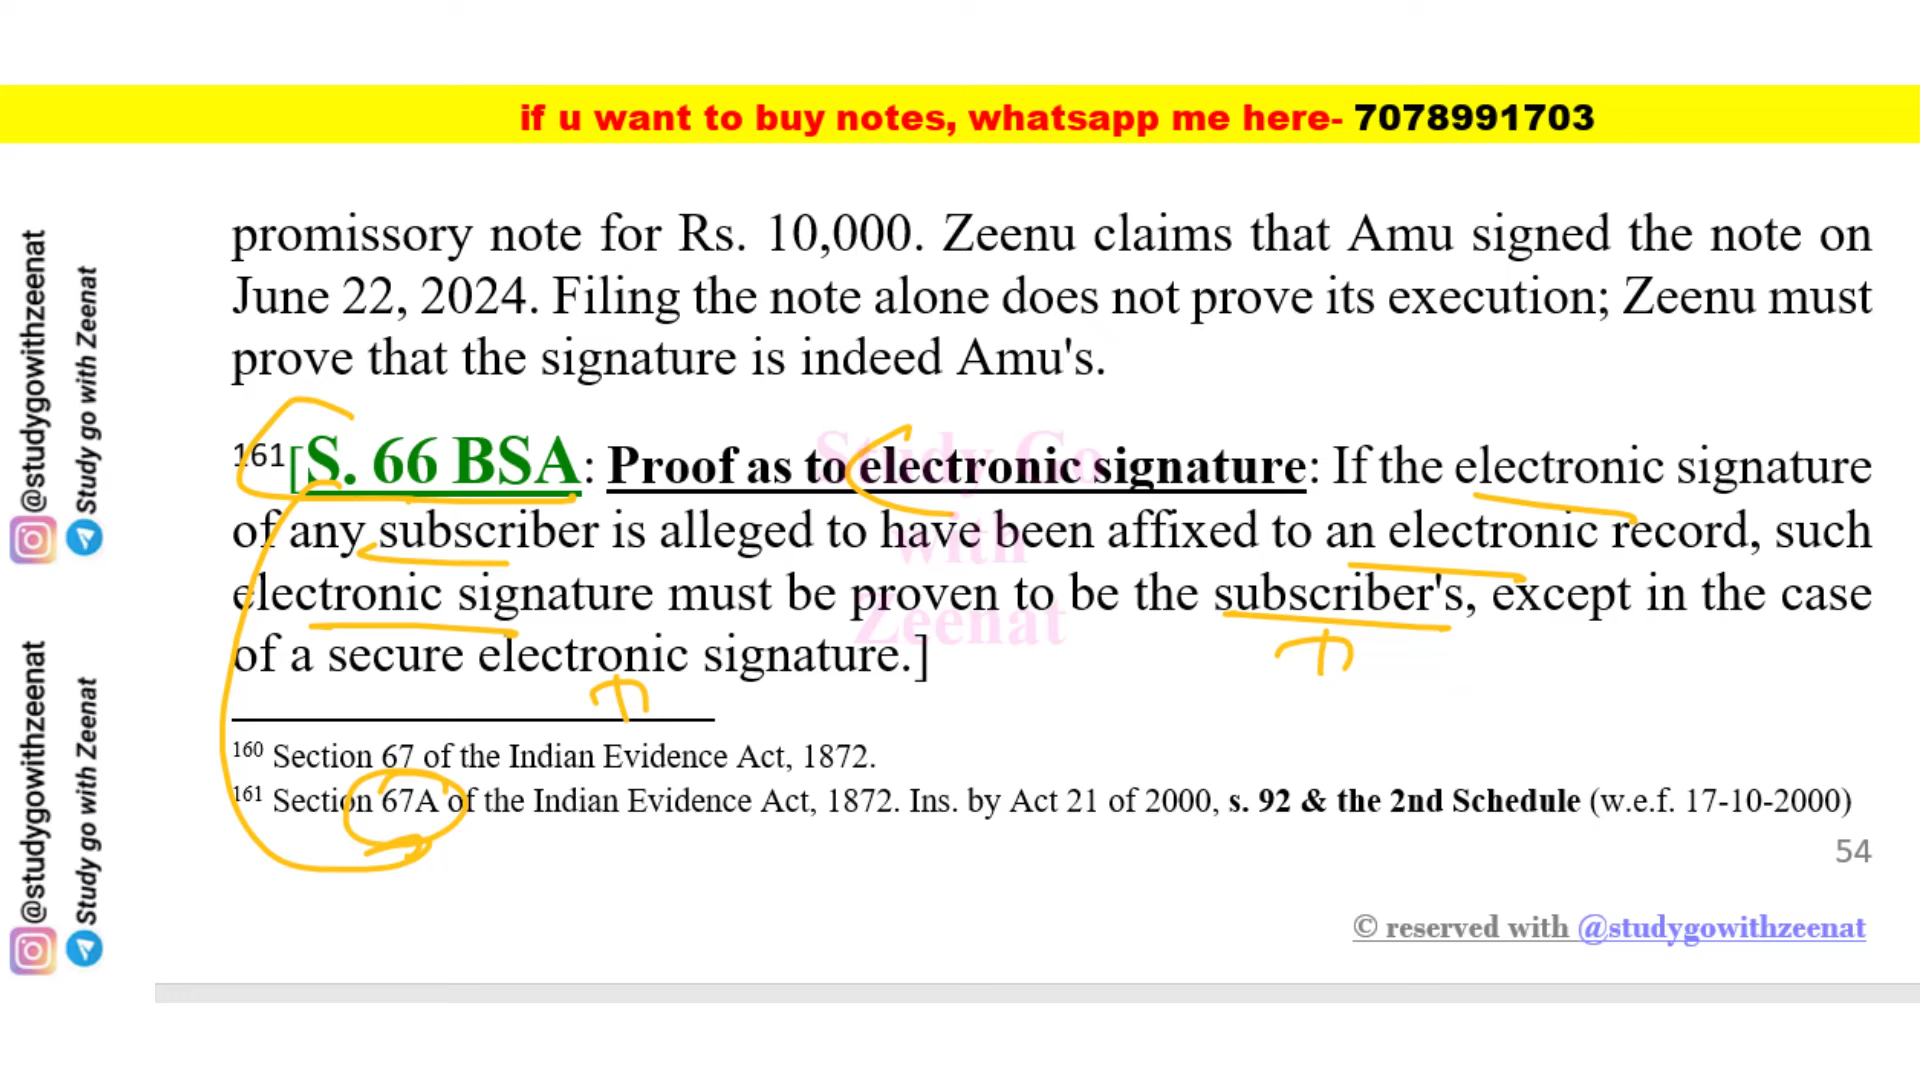 if u want to buy notes, whatsapp me here- 7078991703
promissory note for Rs. 10,000. Zeenu claims that Amu signed the note on
June 22, 2024. Filing the note alone does not prove its execution; Zeenu must
prove that the signature is indeed Amu's.
161[S. 66 BSA: Proof as to electronic signature: If the electronic signature
of any subscriber is alleged to have been affixed to an electronic record, such
electronic signature must be proven to be the subscriber's, except in the case
of a secure electronic signature.]
160 Section 67 of the Indian Evidence Act, 1872.
161 Section 67A of the Indian Evidence Act, 1872. Ins. by Act 21 of 2000, s. 92 & the 2nd Schedule (w.e.f. 17-10-2000)
54
© reserved with @studygowithzeenat
@studygowithzeenat
Study go with Zeenat
@studygowithzeenat
Study go with Zeenat
Study Go
with
Zeenat